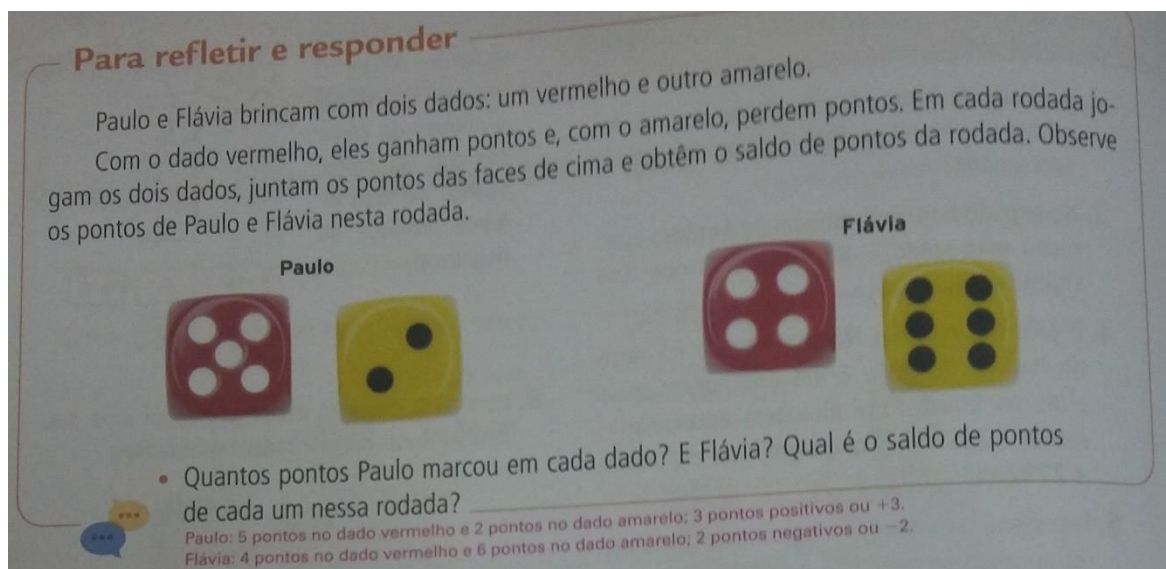 Para refletir e responder
Paulo e Flávia brincam com dois dados: um vermelho e outro amarelo.
Com o dado vermelho, eles ganham pontos e, com o amarelo, perdem pontos. Em cada rodada jo-
gam os dois dados, juntam os pontos das faces de cima e obtêm o saldo de pontos da rodada. Observe
os pontos de Paulo e Flávia nesta rodada.
Paulo
Flávia
• Quantos pontos Paulo marcou em cada dado? E Flávia? Qual é o saldo de pontos
de cada um nessa rodada?
Paulo: 5 pontos no dado vermelho e 2 pontos no dado amarelo; 3 pontos positivos ou +3.
Flávia: 4 pontos no dado vermelho e 6 pontos no dado amarelo; 2 pontos negativos ou −2.